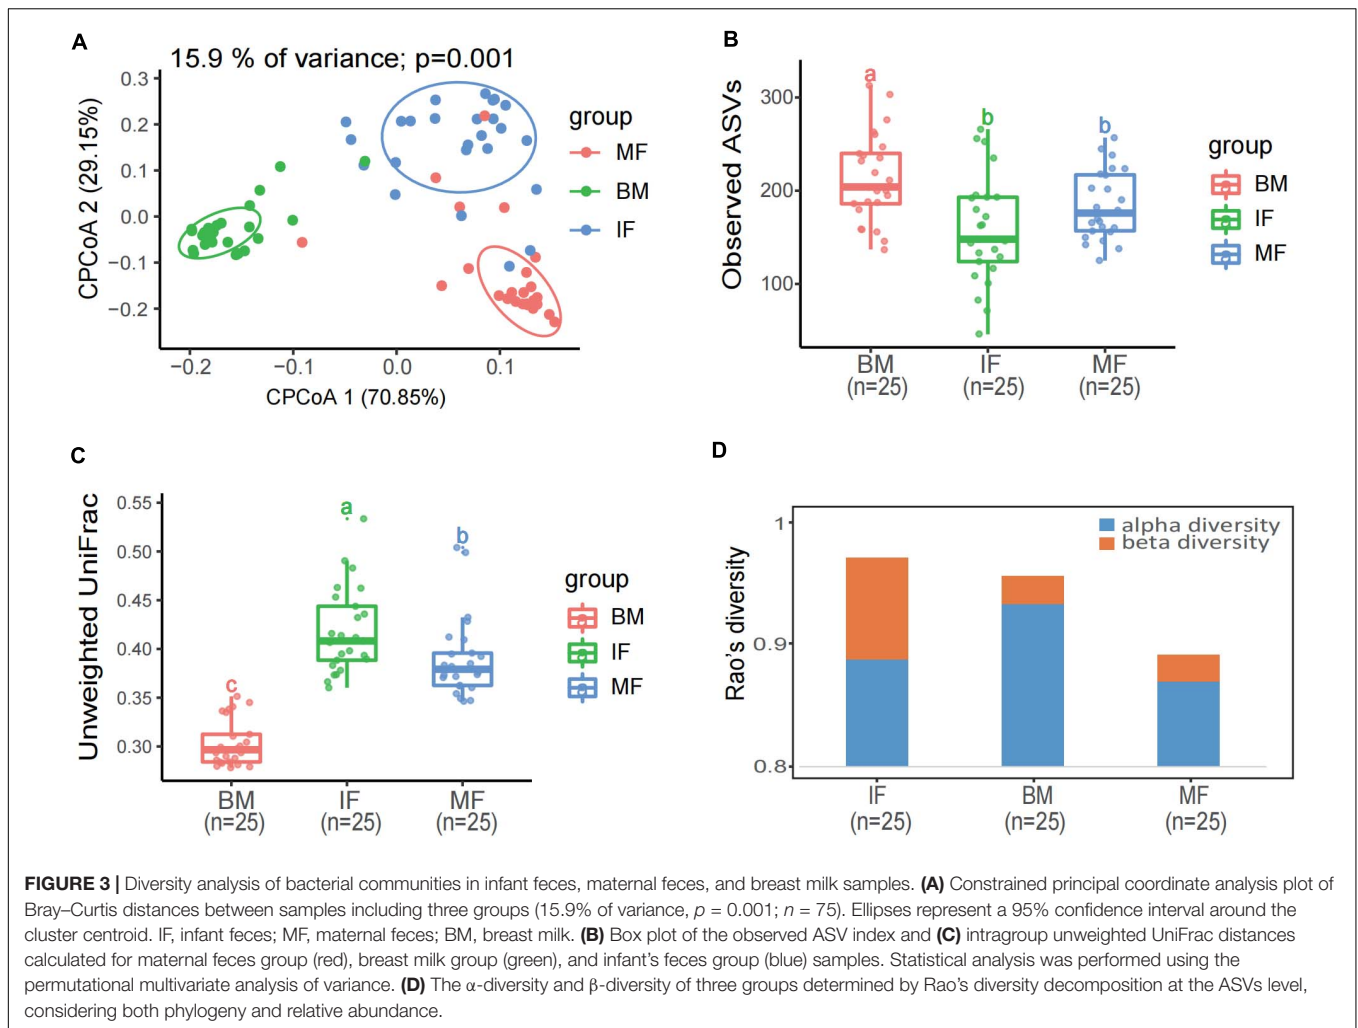 A
15.9 % of variance; p=0.001
CPCoA 2 (29.15%)
0.3
0.2
0.1
0.0
−0.1
−0.2
−0.2 −0.1 0.0 0.1
CPCoA 1 (70.85%)
group
MF
BM
IF
B
Observed ASVs
300
200
100
a
b
b
BM IF MF
(n=25) (n=25) (n=25)
group
BM
IF
MF
C
Unweighted UniFrac
0.55
0.50
0.45
0.40
0.35
0.30
c
a
b
BM IF MF
(n=25) (n=25) (n=25)
group
BM
IF
MF
D
Rao's diversity
1
0.9
0.8
alpha diversity
beta diversity
IF BM MF
(n=25) (n=25) (n=25)
FIGURE 3 | Diversity analysis of bacterial communities in infant feces, maternal feces, and breast milk samples. (A) Constrained principal coordinate analysis plot of
Bray–Curtis distances between samples including three groups (15.9% of variance, p = 0.001; n = 75). Ellipses represent a 95% confidence interval around the
cluster centroid. IF, infant feces; MF, maternal feces; BM, breast milk. (B) Box plot of the observed ASV index and (C) intragroup unweighted UniFrac distances
calculated for maternal feces group (red), breast milk group (green), and infant's feces group (blue) samples. Statistical analysis was performed using the
permutational multivariate analysis of variance. (D) The α-diversity and β-diversity of three groups determined by Rao's diversity decomposition at the ASVs level,
considering both phylogeny and relative abundance.